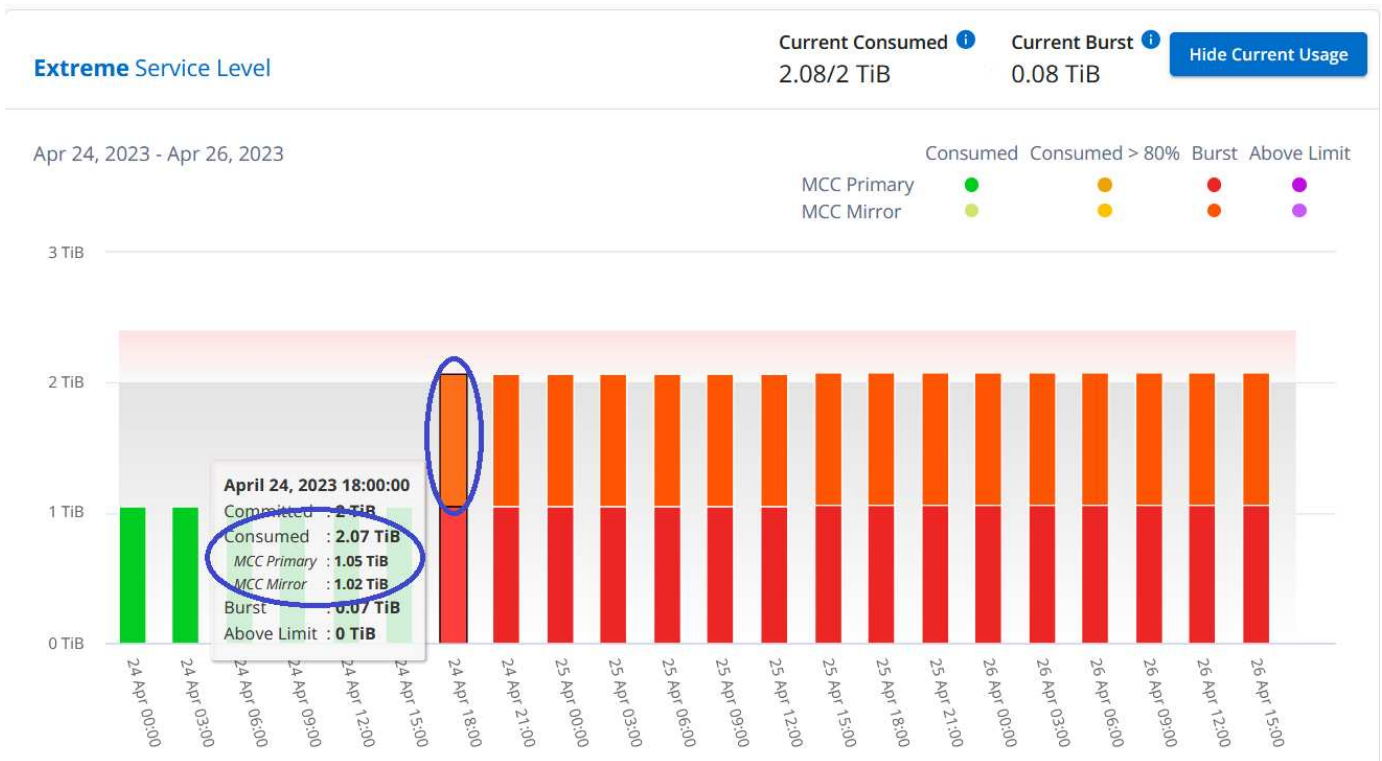 Extreme Service Level
Current Consumed i Current Burst i
2.08/2 TiB 0.08 TiB
Hide Current Usage
Apr 24, 2023 - Apr 26, 2023
Consumed Consumed > 80% Burst Above Limit
MCC Primary
MCC Mirror
3 TiB
2 TiB
1 TiB
0 TiB
April 24, 2023 18:00:00
Committed : 2 TiB
Consumed : 2.07 TiB
MCC Primary : 1.05 TiB
MCC Mirror : 1.02 TiB
Burst : 0.07 TiB
Above Limit : 0 TiB
24 Apr 00:00
24 Apr 03:00
24 Apr 06:00
24 Apr 09:00
24 Apr 12:00
24 Apr 15:00
24 Apr 18:00
24 Apr 21:00
25 Apr 00:00
25 Apr 03:00
25 Apr 06:00
25 Apr 09:00
25 Apr 12:00
25 Apr 15:00
25 Apr 18:00
25 Apr 21:00
26 Apr 00:00
26 Apr 03:00
26 Apr 06:00
26 Apr 09:00
26 Apr 12:00
26 Apr 15:00